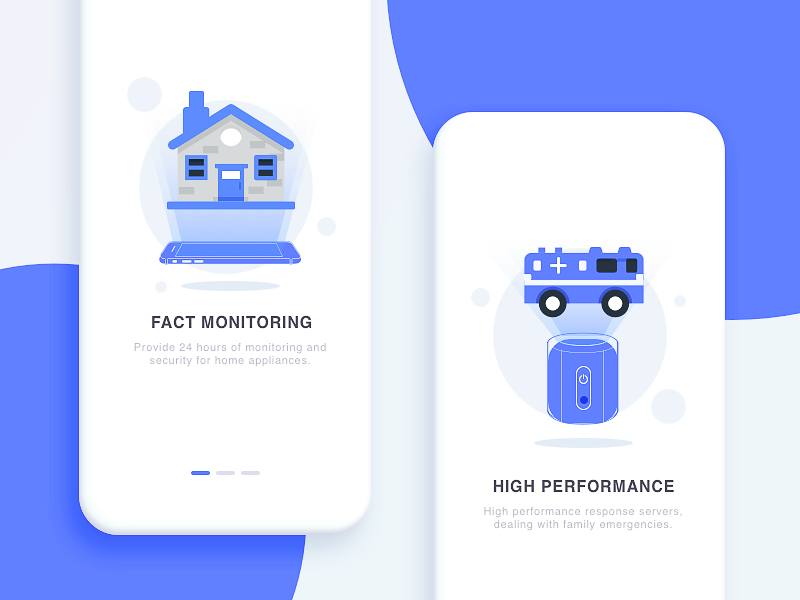 FACT MONITORING
Provide 24 hours of monitoring and
security for home appliances.
HIGH PERFORMANCE
High performance response servers,
dealing with family emergencies.